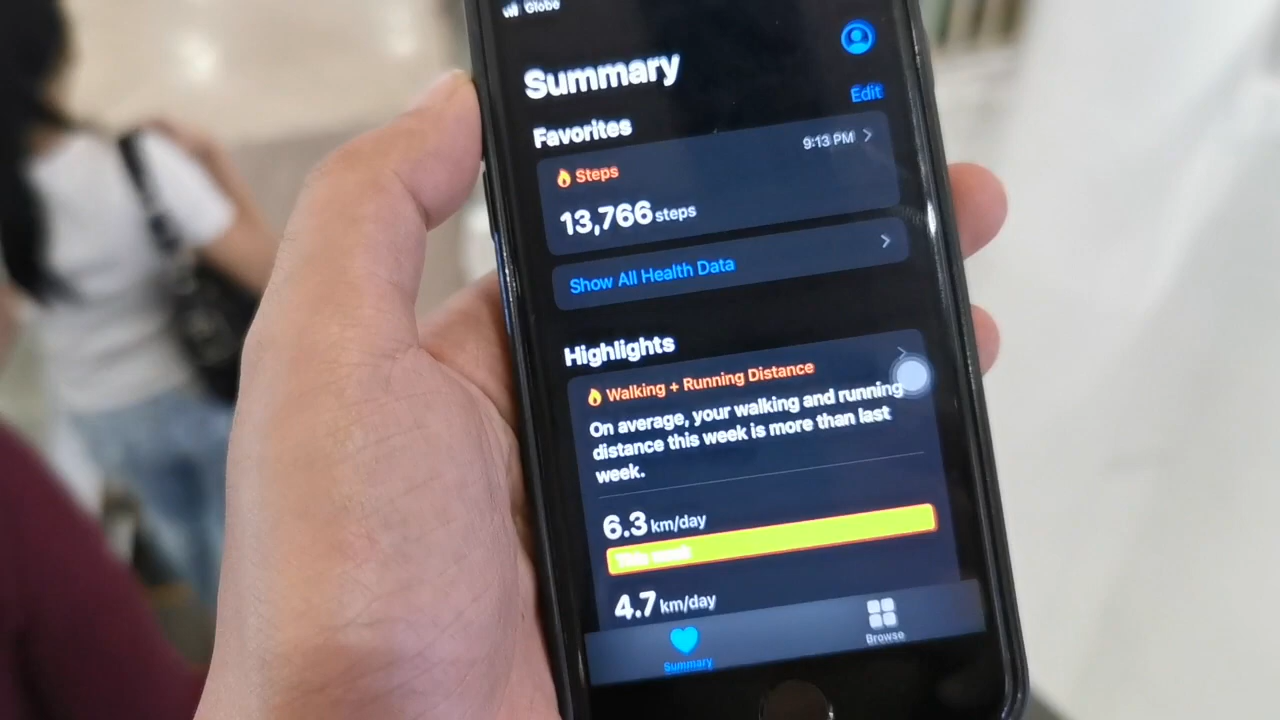 Globe
Summary
Edit
Favorites
Steps
9:13 PM
13,766 steps
Show All Health Data
Highlights
Walking + Running Distance
On average, your walking and running
distance this week is more than last
week.
6.3 km/day
This week
4.7 km/day
Summary
Browse